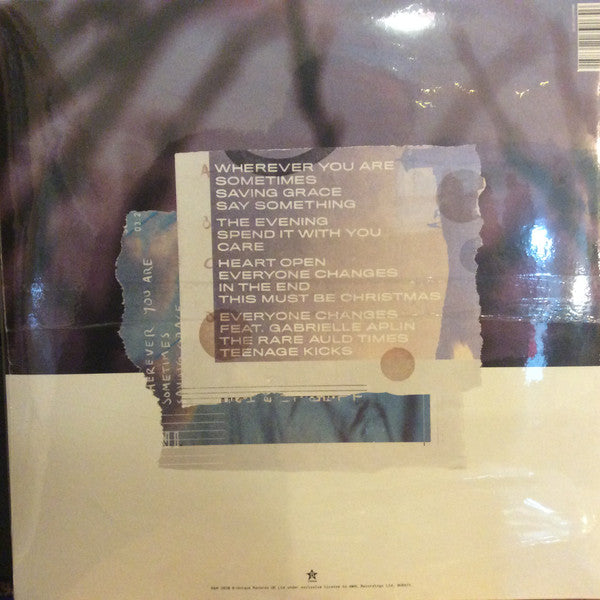 A WHEREVER YOU ARE
SOMETIMES
SAVING GRACE
SAY SOMETHING
THE EVENING
SPEND IT WITH YOU
CARE
C HEART OPEN
EVERYONE CHANGES
IN THE END
THIS MUST BE CHRISTMAS
EVERYONE CHANGES
FEAT. GABRIELLE APLIN
THE RARE AULD TIMES
TEENAGE KICKS
WHEREVER YOU ARE
SOMETIMES
SAVING GRACE